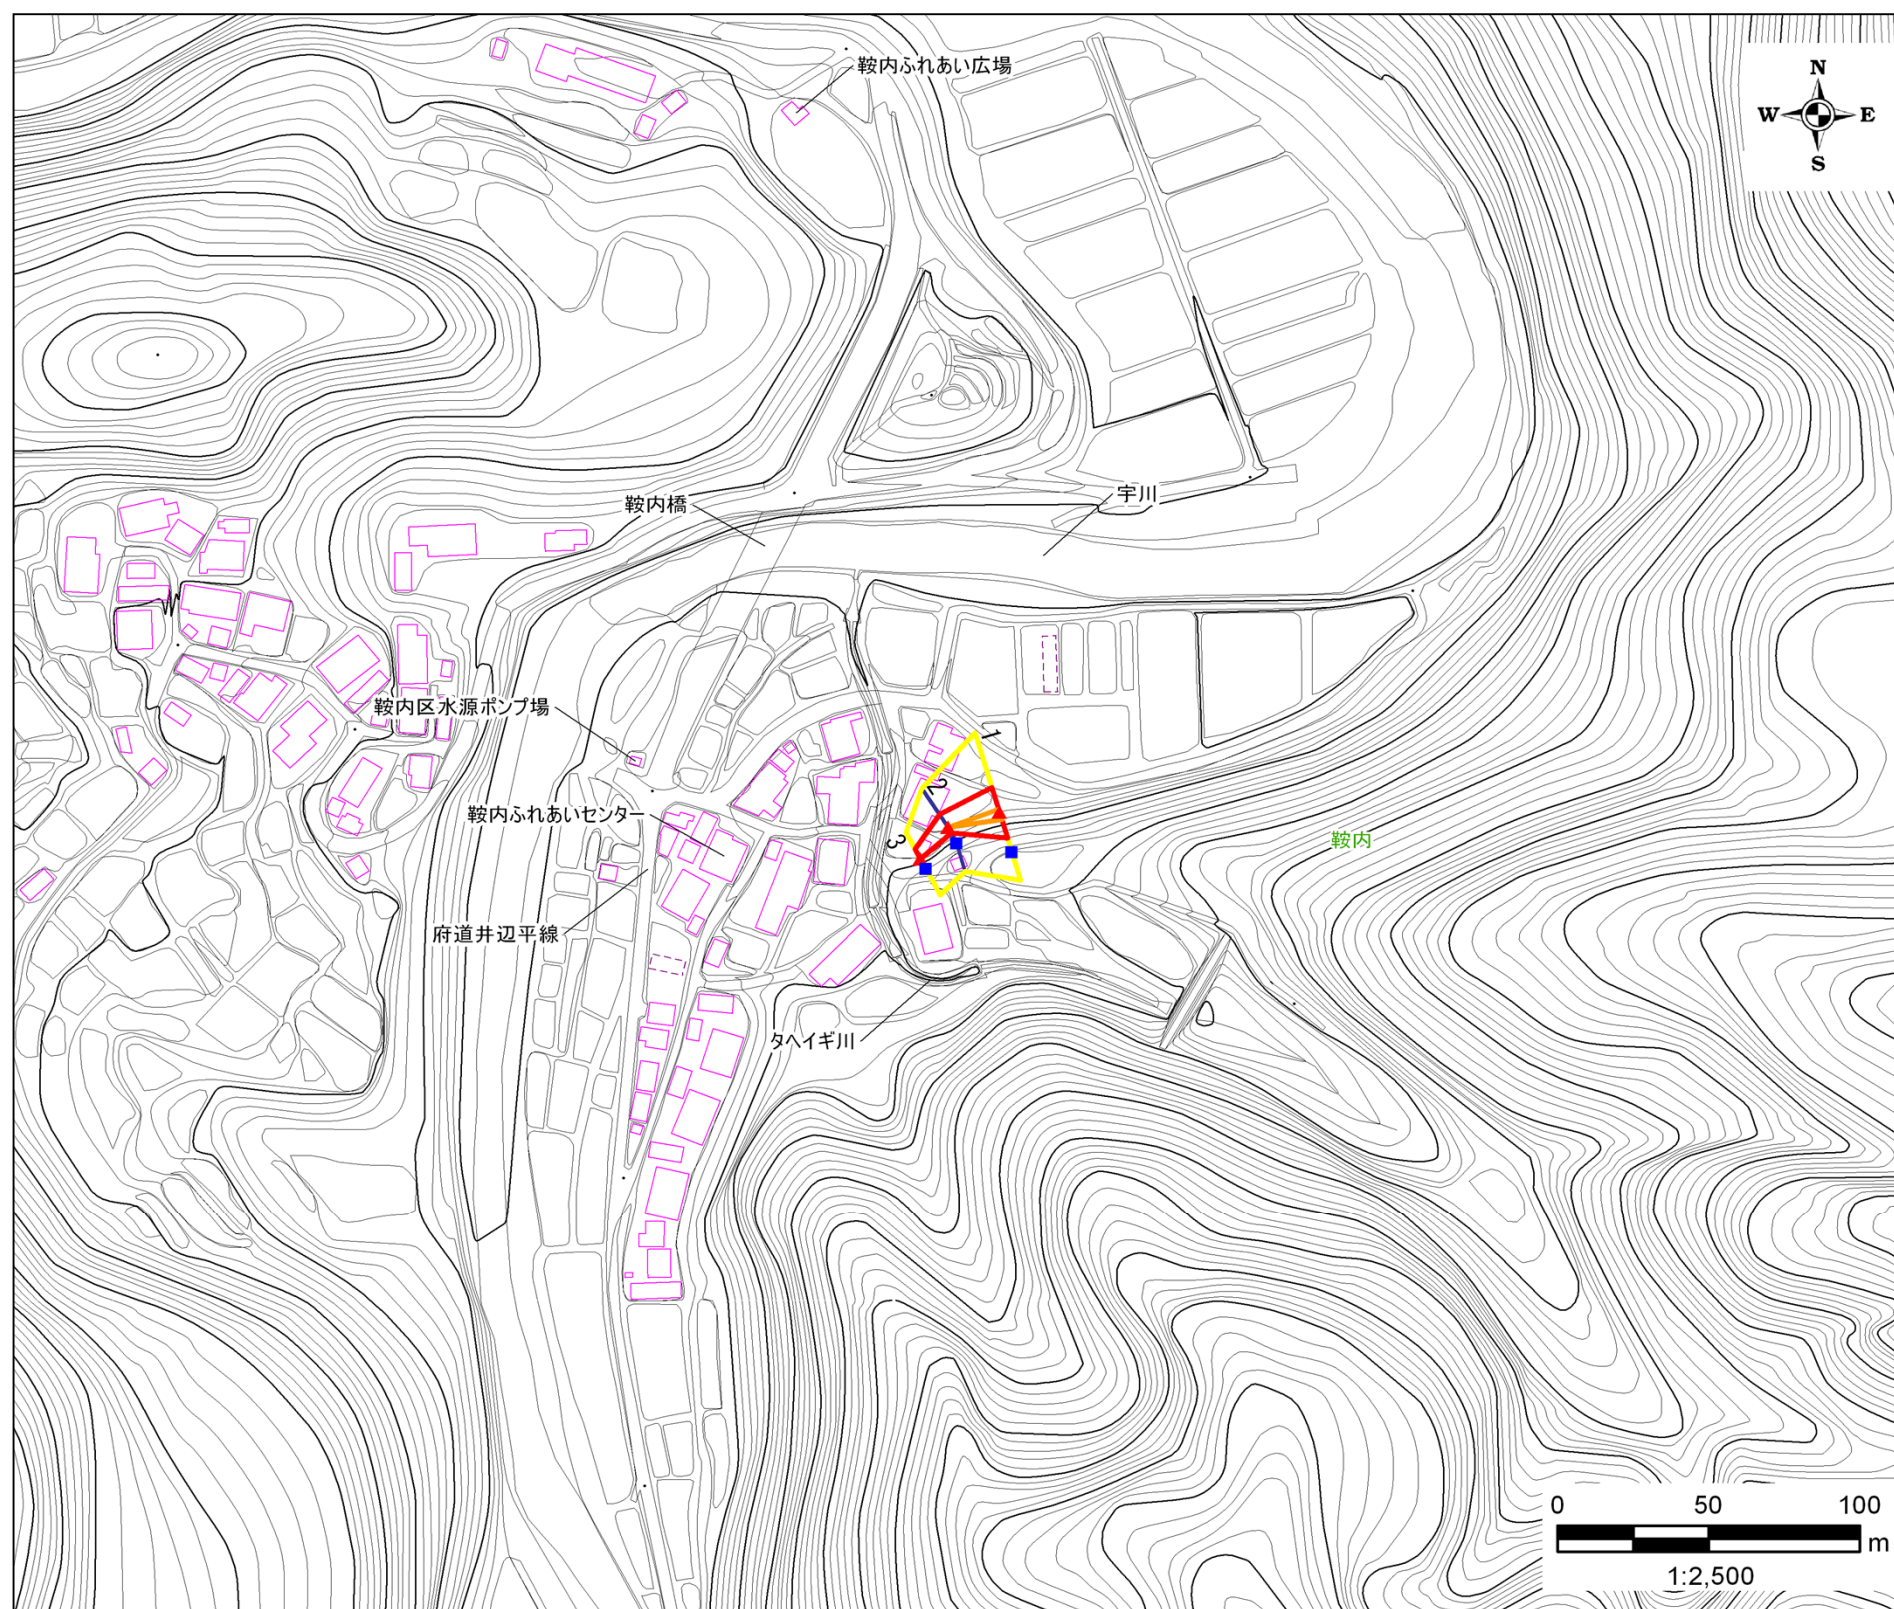 鞍内ふれあい広場
N
W E
S
鞍内橋
宇川
鞍内区水源ポンプ場
1
2
鞍内ふれあいセンター
3
鞍内
府道井辺平線
タヘイギ川
0 50 100
m
1:2,500